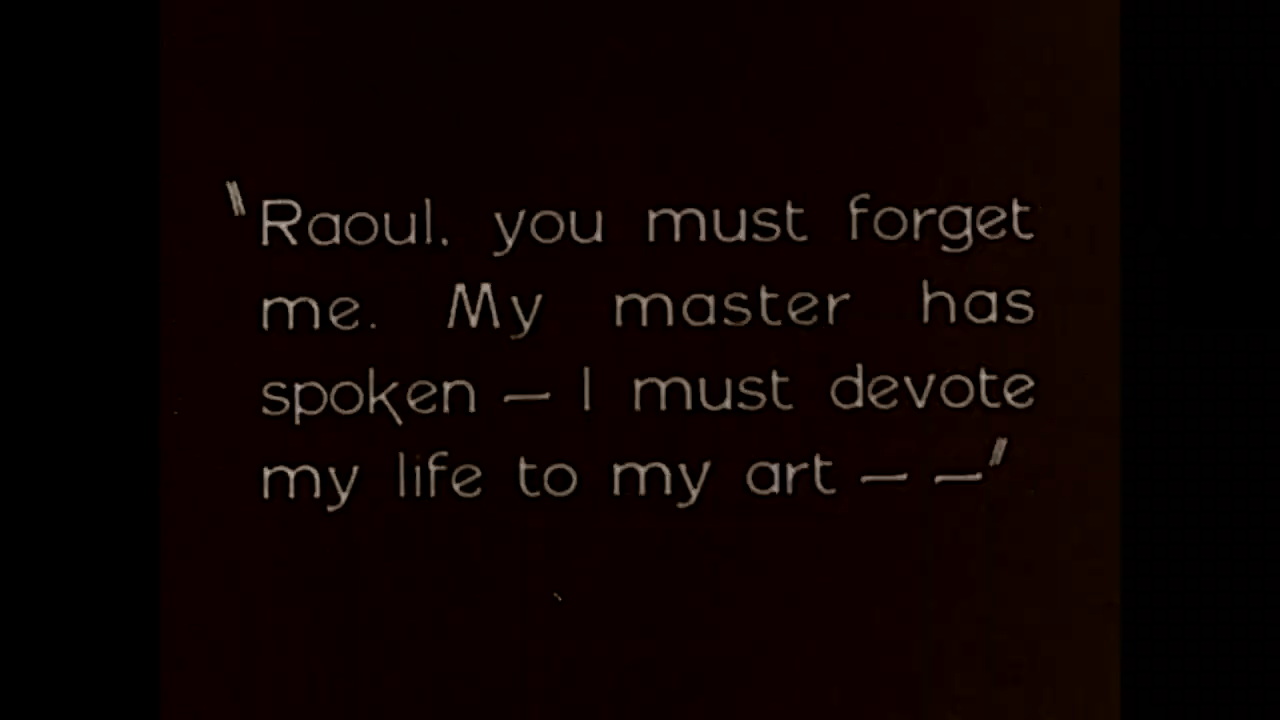 "Raoul, you must forget
me. My master has
spoken — I must devote
my life to my art — —"